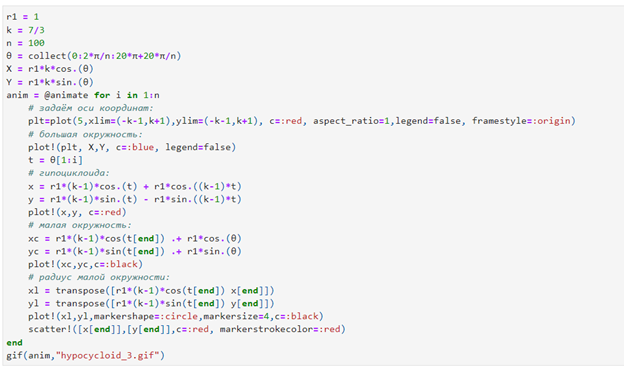 r1 = 1
k = 7/3
n = 100
θ = collect(0:2*π/n:20*π+20*π/n)
X = r1*k*cos.(θ)
Y = r1*k*sin.(θ)
anim = @animate for i in 1:n
# задаём оси координат:
plt=plot(5,xlim=(-k-1,k+1),ylim=(-k-1,k+1), c=:red, aspect_ratio=1,legend=false, framestyle=:origin)
# большая окружность:
plot!(plt, X,Y, c=:blue, legend=false)
t = θ[1:i]
# гипоциклоида:
x = r1*(k-1)*cos.(t) + r1*cos.((k-1)*t)
y = r1*(k-1)*sin.(t) - r1*sin.((k-1)*t)
plot!(x,y, c=:red)
# малая окружность:
xc = r1*(k-1)*cos(t[end]) .+ r1*cos.(θ)
yc = r1*(k-1)*sin(t[end]) .+ r1*sin.(θ)
plot!(xc,yc,c=:black)
# радиус малой окружности:
xl = transpose([r1*(k-1)*cos(t[end]) x[end]])
yl = transpose([r1*(k-1)*sin(t[end]) y[end]])
plot!(xl,yl,markershape=:circle,markersize=4,c=:black)
scatter!([x[end]],[y[end]],c=:red, markerstrokecolor=:red)
end
gif(anim,"hypocycloid_3.gif")